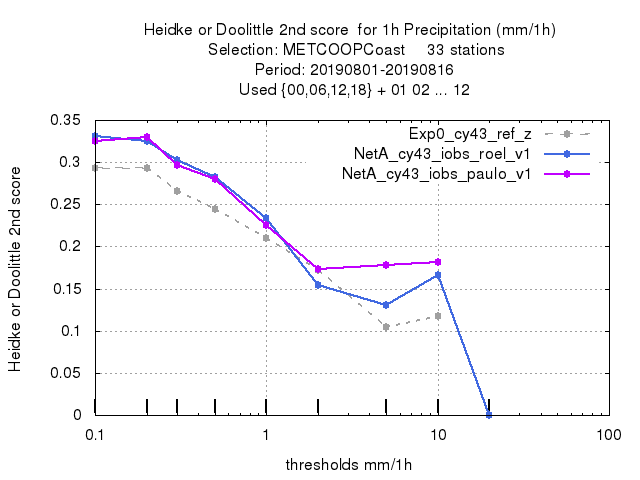 Heidke or Doolittle 2nd score  for 1h Precipitation (mm/1h)
Selection: METCOOPCoast     33 stations
Period: 20190801-20190816
Used {00,06,12,18} + 01 02 ... 12
Exp0_cy43_ref_z
NetA_cy43_iobs_roel_v1
NetA_cy43_iobs_paulo_v1
Heidke or Doolittle 2nd score
0.35
0.3
0.25
0.2
0.15
0.1
0.05
0
0.1 1 10 100
thresholds mm/1h